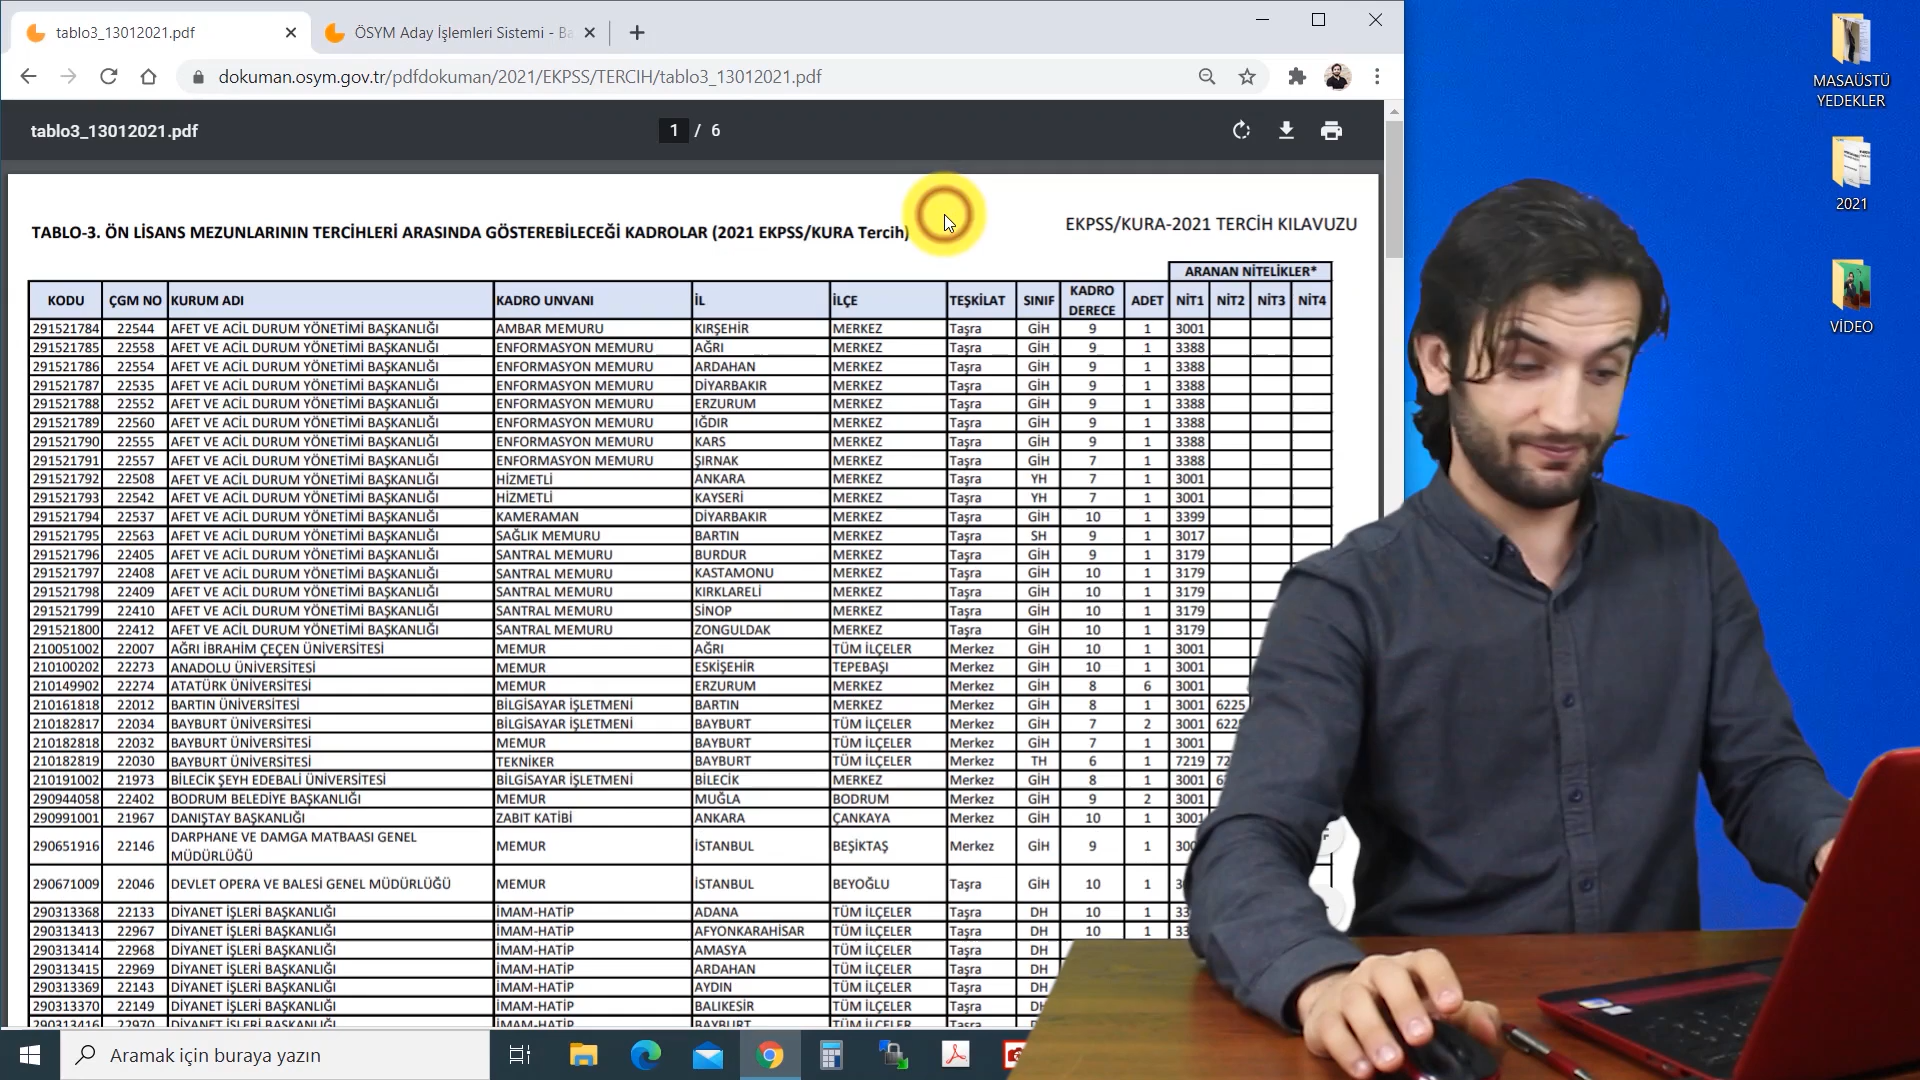 tablo3_13012021.pdf
ÖSYM Aday İşlemleri Sistemi - Ba
dokuman.osym.gov.tr/pdfdokuman/2021/EKPSS/TERCIH/tablo3_13012021.pdf
tablo3_13012021.pdf 1 / 6
MASAÜSTÜ
YEDEKLER
2021
VİDEO
EKPSS/KURA-2021 TERCİH KILAVUZU
TABLO-3. ÖN LİSANS MEZUNLARININ TERCİHLERİ ARASINDA GÖSTEREBİLECEĞİ KADROLAR (2021 EKPSS/KURA Tercih)
ARANAN NİTELİKLER*
KODU ÇGM NO KURUM ADI KADRO UNVANI İL İLÇE TEŞKİLAT SINIF KADRO DERECE ADET NİT1 NİT2 NİT3 NİT4
291521784 22544 AFET VE ACİL DURUM YÖNETİMİ BAŞKANLIĞI AMBAR MEMURU KIRŞEHİR MERKEZ Taşra GİH 9 1 3001
291521785 22558 AFET VE ACİL DURUM YÖNETİMİ BAŞKANLIĞI ENFORMASYON MEMURU AĞRI MERKEZ Taşra GİH 9 1 3388
291521786 22554 AFET VE ACİL DURUM YÖNETİMİ BAŞKANLIĞI ENFORMASYON MEMURU ARDAHAN MERKEZ Taşra GİH 9 1 3388
291521787 22535 AFET VE ACİL DURUM YÖNETİMİ BAŞKANLIĞI ENFORMASYON MEMURU DİYARBAKIR MERKEZ Taşra GİH 9 1 3388
291521788 22552 AFET VE ACİL DURUM YÖNETİMİ BAŞKANLIĞI ENFORMASYON MEMURU ERZURUM MERKEZ Taşra GİH 9 1 3388
291521789 22560 AFET VE ACİL DURUM YÖNETİMİ BAŞKANLIĞI ENFORMASYON MEMURU IĞDIR MERKEZ Taşra GİH 9 1 3388
291521790 22555 AFET VE ACİL DURUM YÖNETİMİ BAŞKANLIĞI ENFORMASYON MEMURU KARS MERKEZ Taşra GİH 9 1 3388
291521791 22557 AFET VE ACİL DURUM YÖNETİMİ BAŞKANLIĞI ENFORMASYON MEMURU ŞIRNAK MERKEZ Taşra GİH 7 1 3388
291521792 22508 AFET VE ACİL DURUM YÖNETİMİ BAŞKANLIĞI HİZMETLİ ANKARA MERKEZ Taşra YH 7 1 3001
291521793 22542 AFET VE ACİL DURUM YÖNETİMİ BAŞKANLIĞI HİZMETLİ KAYSERİ MERKEZ Taşra YH 7 1 3001
291521794 22537 AFET VE ACİL DURUM YÖNETİMİ BAŞKANLIĞI KAMERAMAN DİYARBAKIR MERKEZ Taşra GİH 10 1 3399
291521795 22563 AFET VE ACİL DURUM YÖNETİMİ BAŞKANLIĞI SAĞLIK MEMURU BARTIN MERKEZ Taşra SH 9 1 3017
291521796 22405 AFET VE ACİL DURUM YÖNETİMİ BAŞKANLIĞI SANTRAL MEMURU BURDUR MERKEZ Taşra GİH 9 1 3179
291521797 22408 AFET VE ACİL DURUM YÖNETİMİ BAŞKANLIĞI SANTRAL MEMURU KASTAMONU MERKEZ Taşra GİH 10 1 3179
291521798 22409 AFET VE ACİL DURUM YÖNETİMİ BAŞKANLIĞI SANTRAL MEMURU KIRKLARELİ MERKEZ Taşra GİH 10 1 3179
291521799 22410 AFET VE ACİL DURUM YÖNETİMİ BAŞKANLIĞI SANTRAL MEMURU SİNOP MERKEZ Taşra GİH 10 1 3179
291521800 22412 AFET VE ACİL DURUM YÖNETİMİ BAŞKANLIĞI SANTRAL MEMURU ZONGULDAK MERKEZ Taşra GİH 10 1 3179
210051002 22007 AĞRI İBRAHİM ÇEÇEN ÜNİVERSİTESİ MEMUR AĞRI TÜM İLÇELER Merkez GİH 10 1 3001
210100202 22273 ANADOLU ÜNİVERSİTESİ MEMUR ESKİŞEHİR TEPEBAŞI Merkez GİH 10 1 3001
210149902 22274 ATATÜRK ÜNİVERSİTESİ MEMUR ERZURUM MERKEZ Merkez GİH 8 6 3001
210161818 22012 BARTIN ÜNİVERSİTESİ BİLGİSAYAR İŞLETMENİ BARTIN MERKEZ Merkez GİH 8 1 3001 6225
210182817 22034 BAYBURT ÜNİVERSİTESİ BİLGİSAYAR İŞLETMENİ BAYBURT TÜM İLÇELER Merkez GİH 7 2 3001 622
210182818 22032 BAYBURT ÜNİVERSİTESİ MEMUR BAYBURT TÜM İLÇELER Merkez GİH 7 1 3001
210182819 22030 BAYBURT ÜNİVERSİTESİ TEKNİKER BAYBURT TÜM İLÇELER Merkez TH 6 1 7219 72
210191002 21973 BİLECİK ŞEYH EDEBALİ ÜNİVERSİTESİ BİLGİSAYAR İŞLETMENİ BİLECİK MERKEZ Merkez GİH 8 1 3001 6
290944058 22402 BODRUM BELEDİYE BAŞKANLIĞI MEMUR MUĞLA BODRUM Merkez GİH 9 2 3001
290991001 21967 DANIŞTAY BAŞKANLIĞI ZABIT KATİBİ ANKARA ÇANKAYA Merkez GİH 10 1 3001
290651916 22146 DARPHANE VE DAMGA MATBAASI GENEL MÜDÜRLÜĞÜ MEMUR İSTANBUL BEŞİKTAŞ Merkez GİH 9 1 300
290671009 22046 DEVLET OPERA VE BALESİ GENEL MÜDÜRLÜĞÜ MEMUR İSTANBUL BEYOĞLU Taşra GİH 10 1 3
290313368 22133 DİYANET İŞLERİ BAŞKANLIĞI İMAM-HATİP ADANA TÜM İLÇELER Taşra DH 10 1 33
290313413 22967 DİYANET İŞLERİ BAŞKANLIĞI İMAM-HATİP AFYONKARAHİSAR TÜM İLÇELER Taşra DH 10 1 33
290313414 22968 DİYANET İŞLERİ BAŞKANLIĞI İMAM-HATİP AMASYA TÜM İLÇELER Taşra DH
290313415 22969 DİYANET İŞLERİ BAŞKANLIĞI İMAM-HATİP ARDAHAN TÜM İLÇELER Taşra DH
290313369 22143 DİYANET İŞLERİ BAŞKANLIĞI İMAM-HATİP AYDIN TÜM İLÇELER Taşra DH
290313370 22149 DİYANET İŞLERİ BAŞKANLIĞI İMAM-HATİP BALIKESİR TÜM İLÇELER Taşra DH
290313416 22970 DİYANET İŞLERİ BAŞKANLIĞI İMAM-HATİP BAYBURT TÜM İLÇELER Taşra
Aramak için buraya yazın